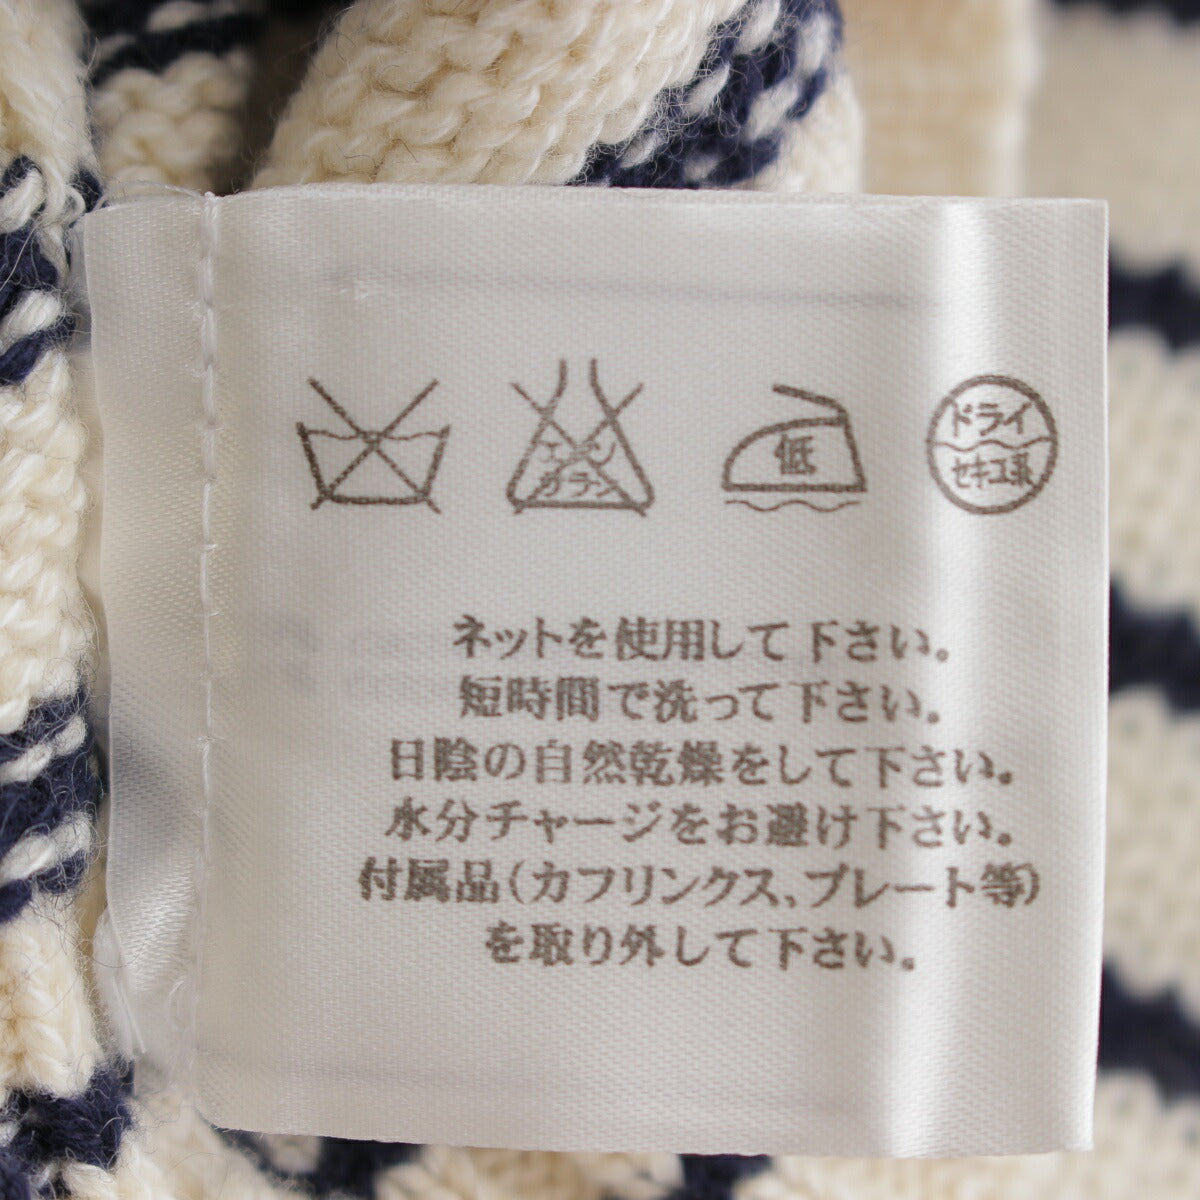 エンソ
サラシ
低
ドライ
セキユ系
ネットを使用して下さい。
短時間で洗って下さい。
日陰の自然乾燥をして下さい。
水分チャージをお避け下さい。
付属品(カフリンクス、プレート等)
を取り外して下さい。